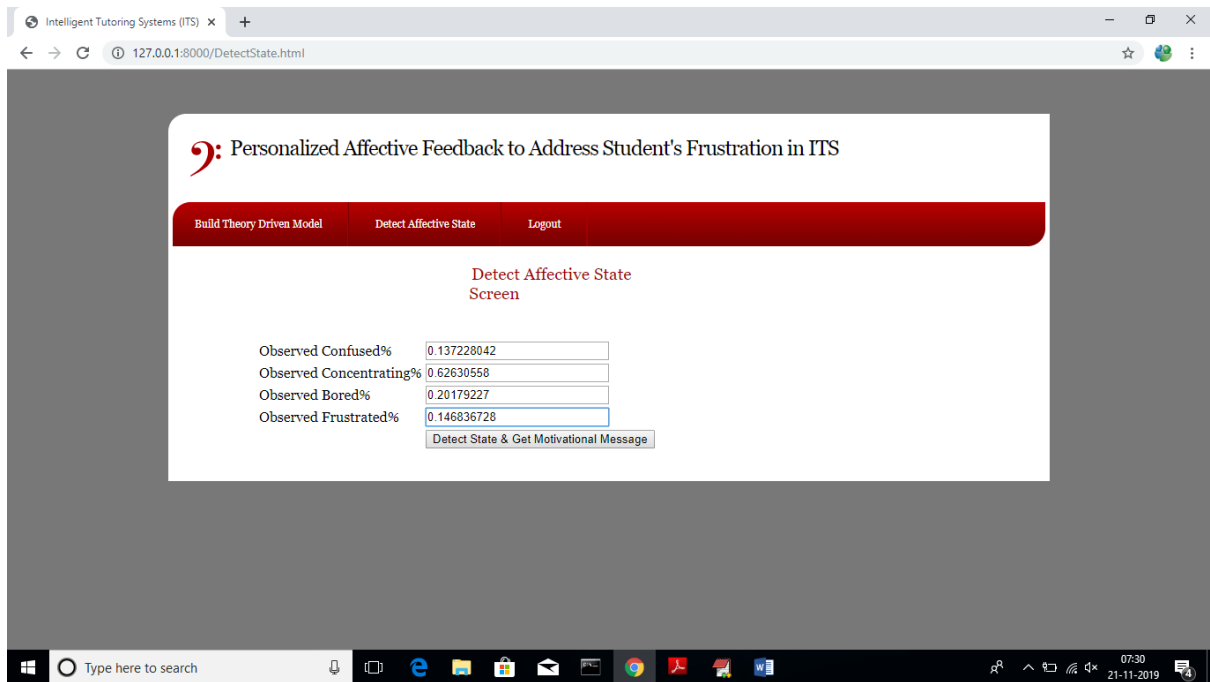 Intelligent Tutoring Systems (ITS)
127.0.0.1:8000/DetectState.html
Personalized Affective Feedback to Address Student's Frustration in ITS
Build Theory Driven Model Detect Affective State Logout
Detect Affective State
Screen
Observed Confused% 0.137228042
Observed Concentrating% 0.62630558
Observed Bored% 0.20179227
Observed Frustrated% 0.146836728
Detect State & Get Motivational Message
Type here to search
07:30
21-11-2019
4